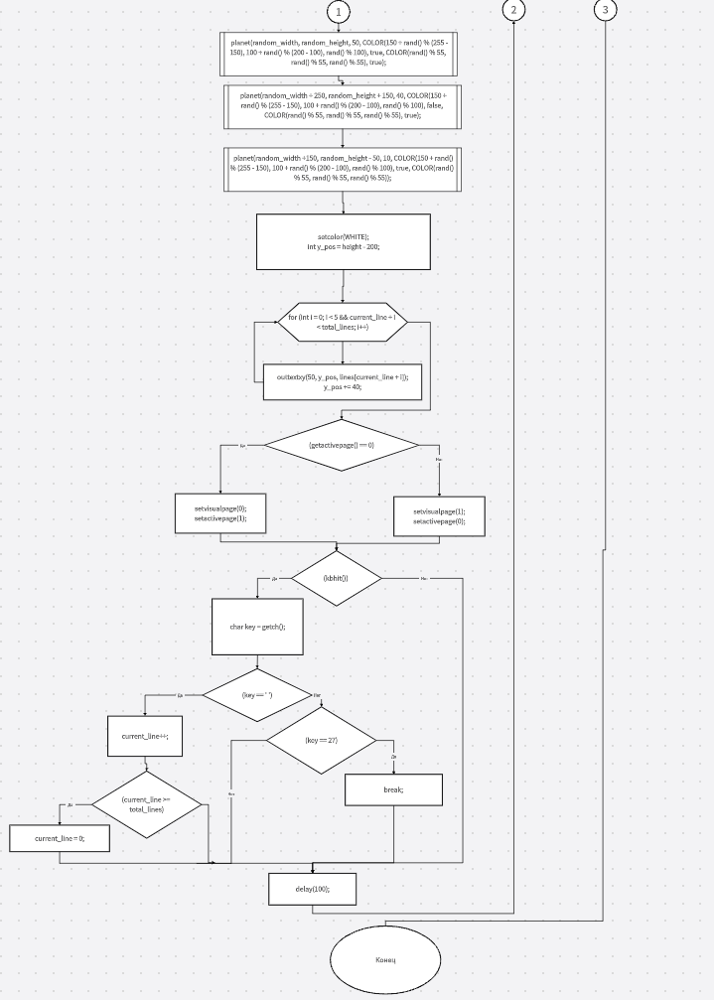 1
2
3
planet(random_width, random_height, 50, COLOR(150 + rand() % (255 -
150), 100 + rand() % (200 - 100), rand() % 100), true, COLOR(rand() % 55,
rand() % 55, rand() % 55), true);
planet(random_width + 250, random_height + 150, 40, COLOR(150 +
rand() % (255 - 150), 100 + rand() % (200 - 100), rand() % 100), false,
COLOR(rand() % 55, rand() % 55, rand() % 55), true);
planet(random_width +150, random_height - 50, 10, COLOR(150 + rand()
% (255 - 150), 100 + rand() % (200 - 100), rand() % 100), true, COLOR(rand()
% 55, rand() % 55, rand() % 55));
setcolor(WHITE);
int y_pos = height - 200;
for (int i = 0; i < 5 && current_line + i
< total_lines; i++)
outtextxy(50, y_pos, lines[current_line + i]);
y_pos += 40;
(getactivepage() == 0)
Да
Нет
setvisualpage(0);
setactivepage(1);
setvisualpage(1);
setactivepage(0);
(kbhit())
Да
Нет
char key = getch();
(key == ' ')
Да
Нет
current_line++;
(key == 27)
Да
Нет
break;
(current_line >=
total_lines)
Да
current_line = 0;
delay(100);
Конец